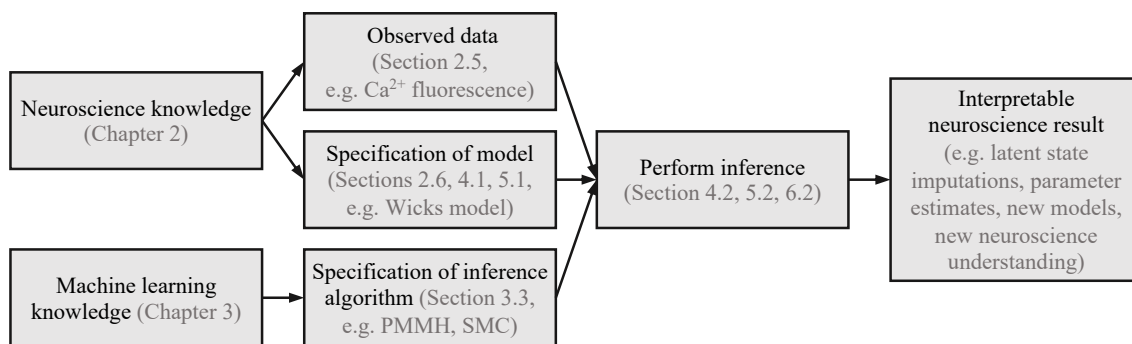 Neuroscience knowledge
(Chapter 2)
Observed data
(Section 2.5,
e.g. Ca²⁺ fluorescence)
Specification of model
(Sections 2.6, 4.1, 5.1,
e.g. Wicks model)
Machine learning
knowledge (Chapter 3)
Specification of inference
algorithm (Section 3.3,
e.g. PMMH, SMC)
Perform inference
(Section 4.2, 5.2, 6.2)
Interpretable
neuroscience result
(e.g. latent state
imputations, parameter
estimates, new models,
new neuroscience
understanding)